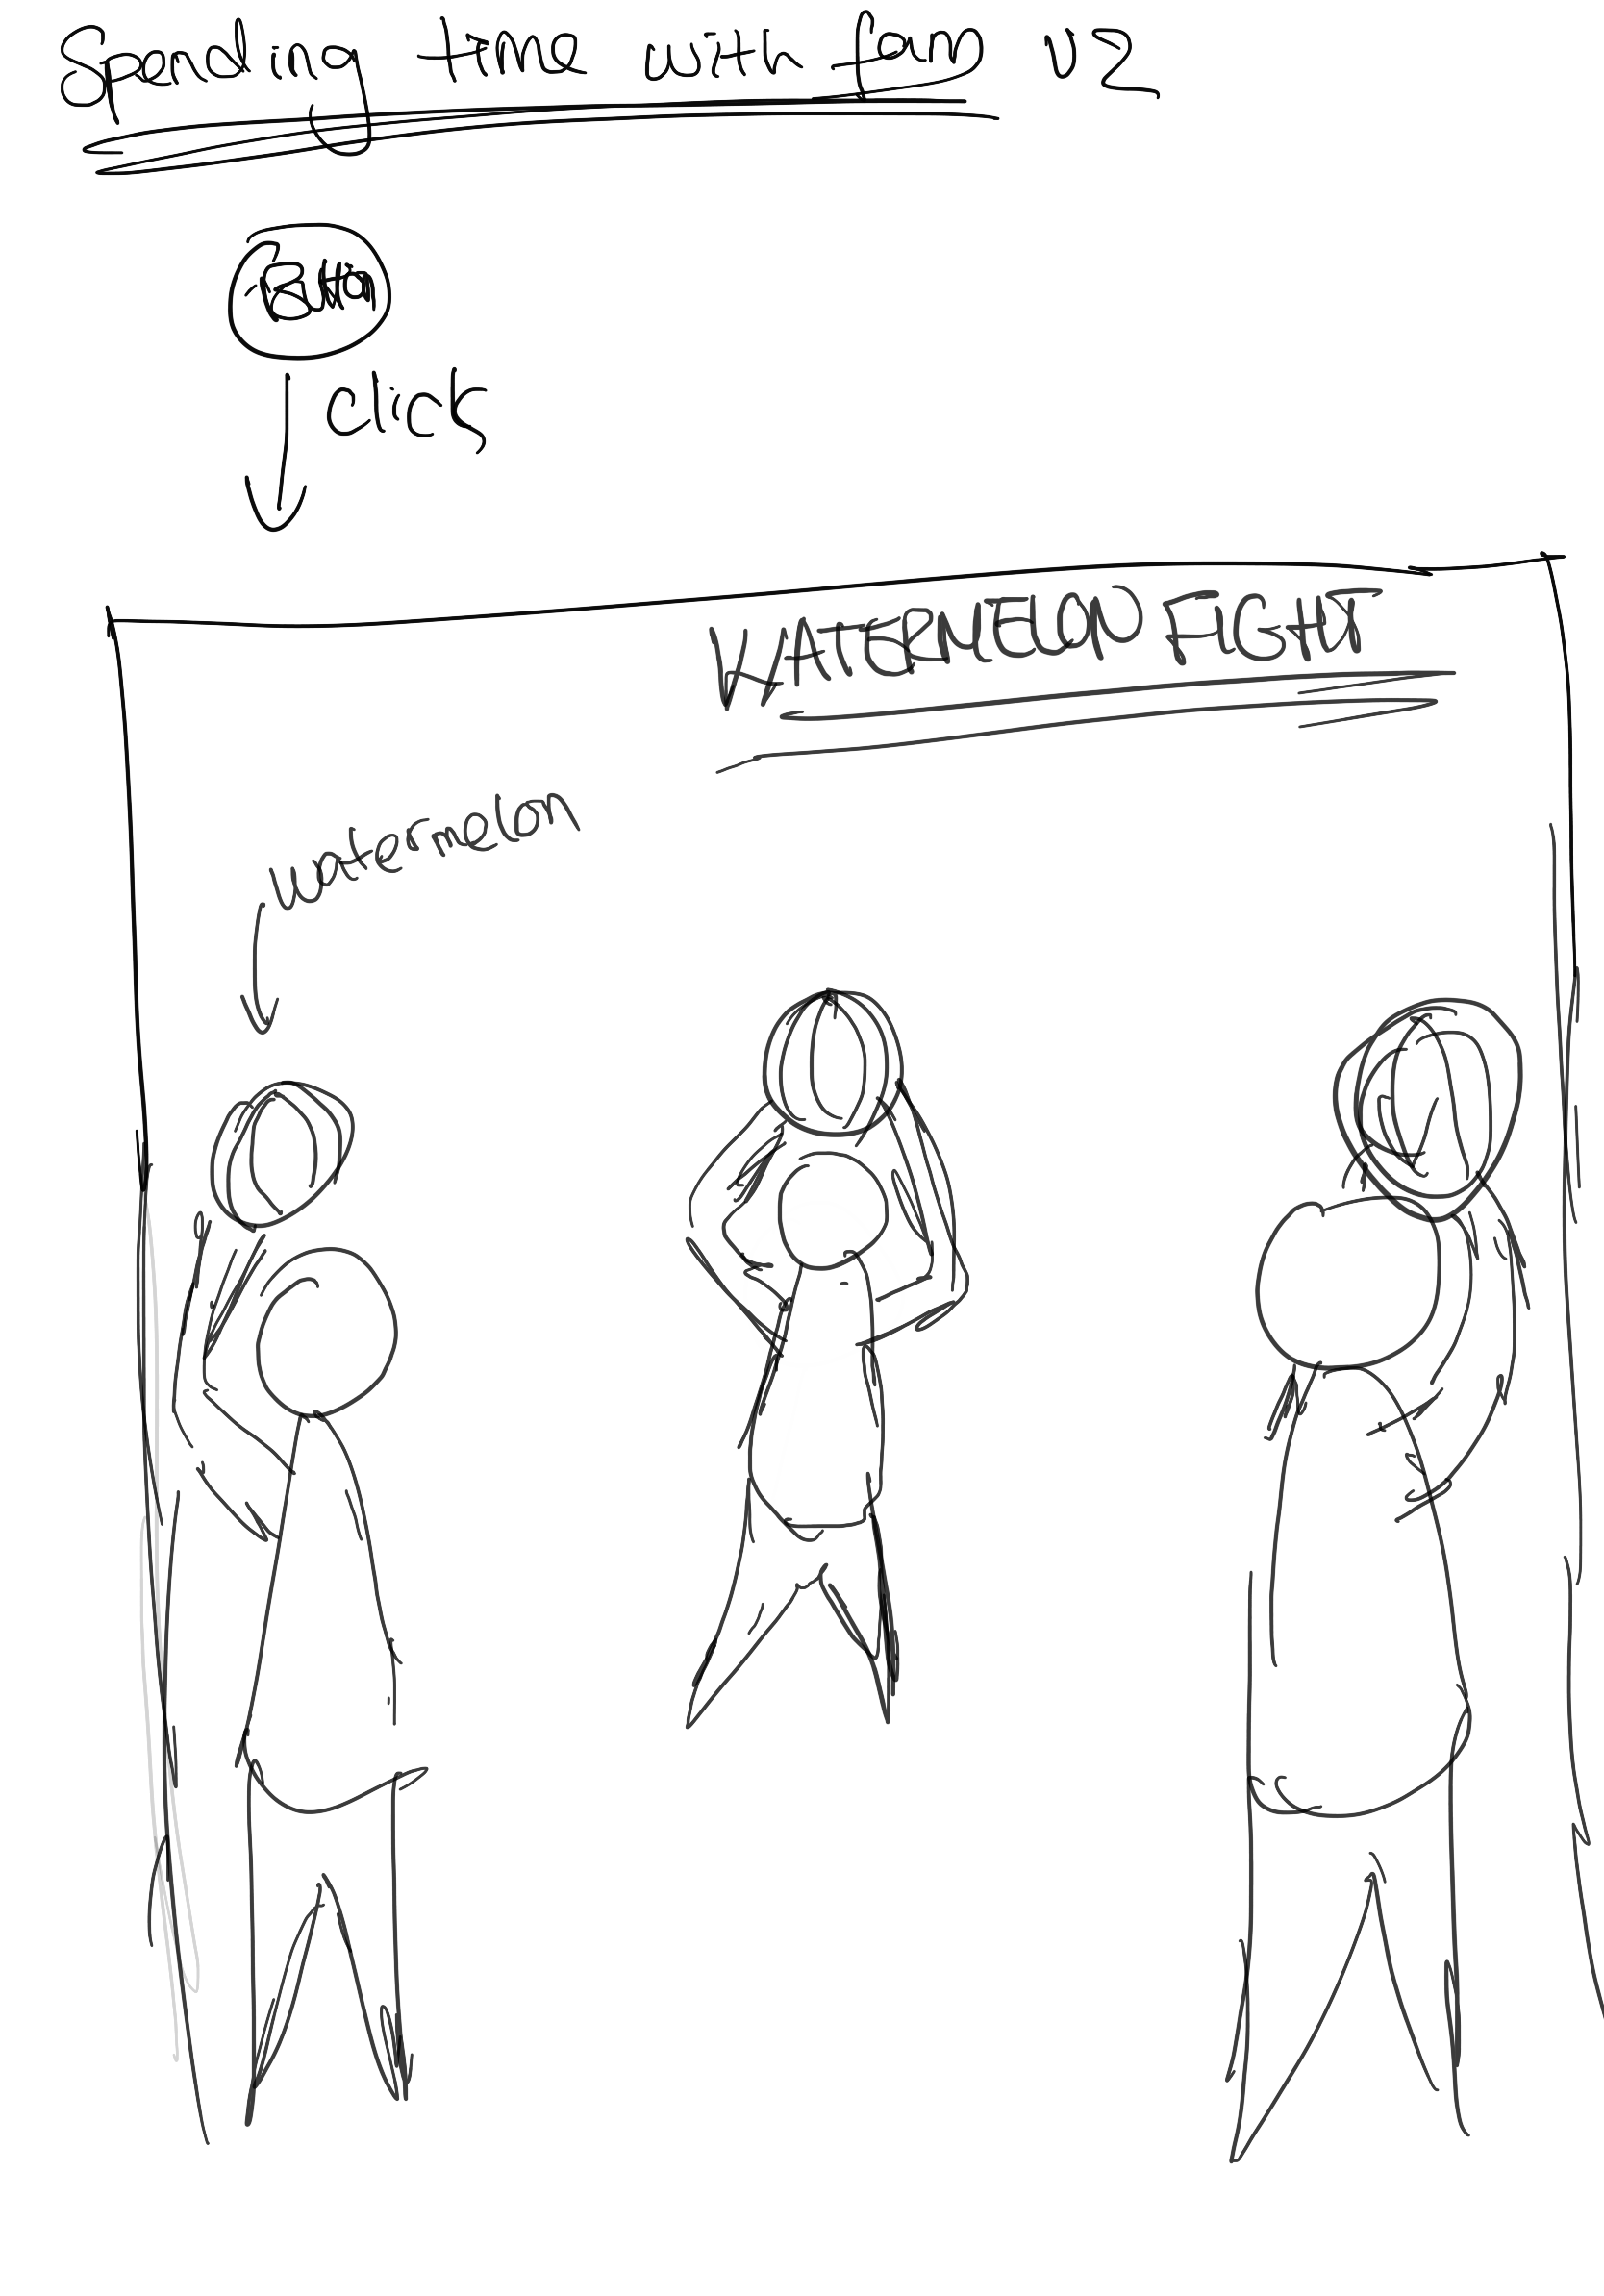 Spending time with fam v2
Button
click
WATERMELON FIGHT
watermelon